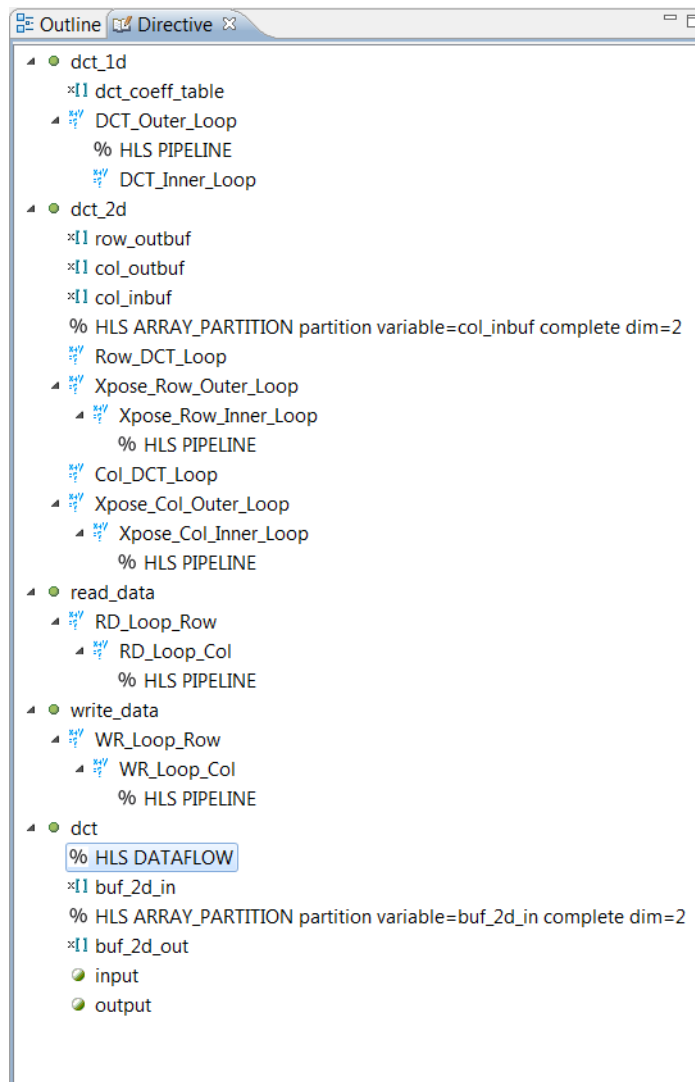 Outline Directive
dct_1d
×[ ] dct_coeff_table
DCT_Outer_Loop
% HLS PIPELINE
DCT_Inner_Loop
dct_2d
×[ ] row_outbuf
×[ ] col_outbuf
×[ ] col_inbuf
% HLS ARRAY_PARTITION partition variable=col_inbuf complete dim=2
Row_DCT_Loop
Xpose_Row_Outer_Loop
Xpose_Row_Inner_Loop
% HLS PIPELINE
Col_DCT_Loop
Xpose_Col_Outer_Loop
Xpose_Col_Inner_Loop
% HLS PIPELINE
read_data
RD_Loop_Row
RD_Loop_Col
% HLS PIPELINE
write_data
WR_Loop_Row
WR_Loop_Col
% HLS PIPELINE
dct
% HLS DATAFLOW
×[ ] buf_2d_in
% HLS ARRAY_PARTITION partition variable=buf_2d_in complete dim=2
×[ ] buf_2d_out
input
output